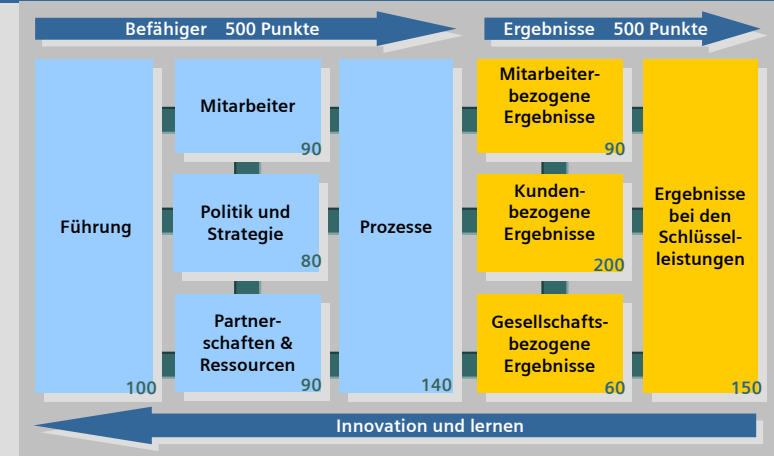 Befähiger 500 Punkte
Ergebnisse 500 Punkte
Führung
100
Mitarbeiter
90
Politik und
Strategie
80
Partner-
schaften &
Ressourcen
90
Prozesse
140
Mitarbeiter-
bezogene
Ergebnisse
90
Kunden-
bezogene
Ergebnisse
200
Gesellschafts-
bezogene
Ergebnisse
60
Ergebnisse
bei den
Schlüssel-
leistungen
150
Innovation und lernen